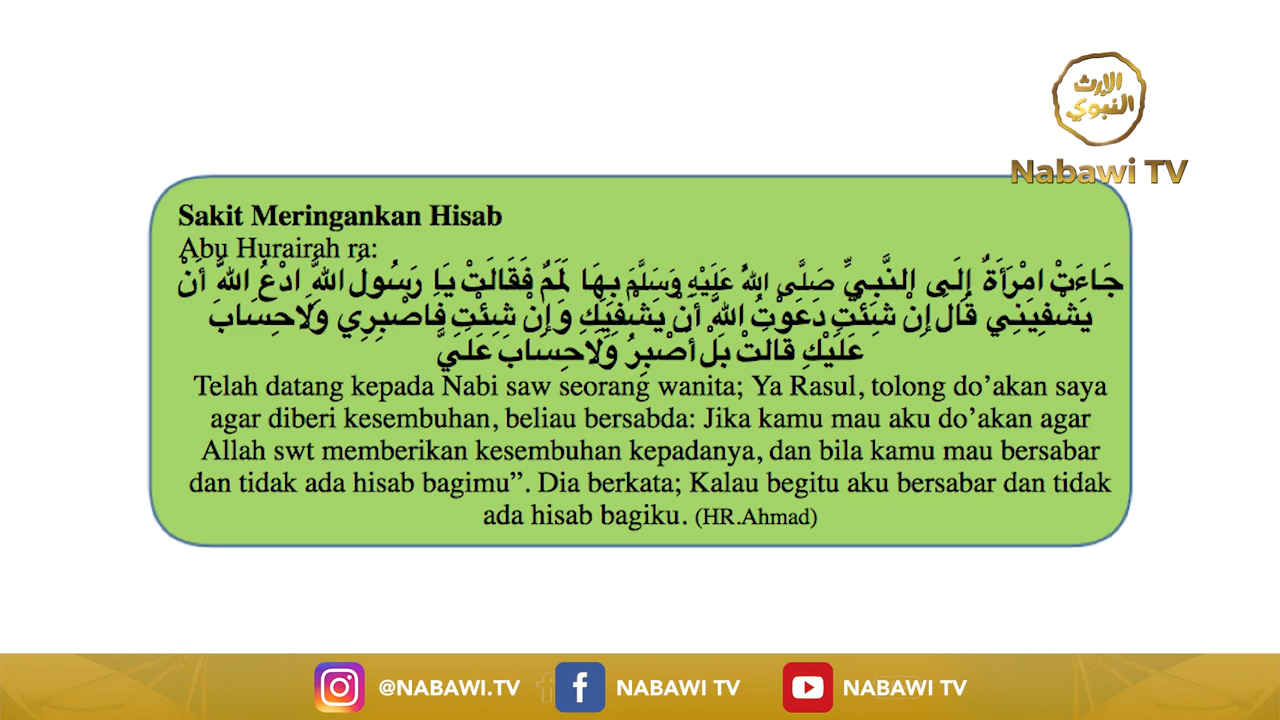 الإرث
النبوي
Nabawi TV
Sakit Meringankan Hisab
Abu Hurairah ra:
جَاءَتْ امْرَأَةٌ إِلَى النَّبِيِّ صَلَّى اللهُ عَلَيْهِ وَسَلَّمَ بِهَا لَمَمٌ فَقَالَتْ يَا رَسُولَ اللهِ ادْعُ اللهَ أَنْ
يَشْفِيَنِي قَالَ إِنْ شِئْتِ دَعَوْتُ اللهَ أَنْ يَشْفِيَكِ وَإِنْ شِئْتِ فَاصْبِرِي وَلَاحِسَابَ
عَلَيْكِ قَالَتْ بَلْ أَصْبِرُ وَلَاحِسَابَ عَلَيَّ
Telah datang kepada Nabi saw seorang wanita; Ya Rasul, tolong do’akan saya
agar diberi kesembuhan, beliau bersabda: Jika kamu mau aku do’akan agar
Allah swt memberikan kesembuhan kepadanya, dan bila kamu mau bersabar
dan tidak ada hisab bagimu”. Dia berkata; Kalau begitu aku bersabar dan tidak
ada hisab bagiku. (HR.Ahmad)
@NABAWI.TV NABAWI TV NABAWI TV